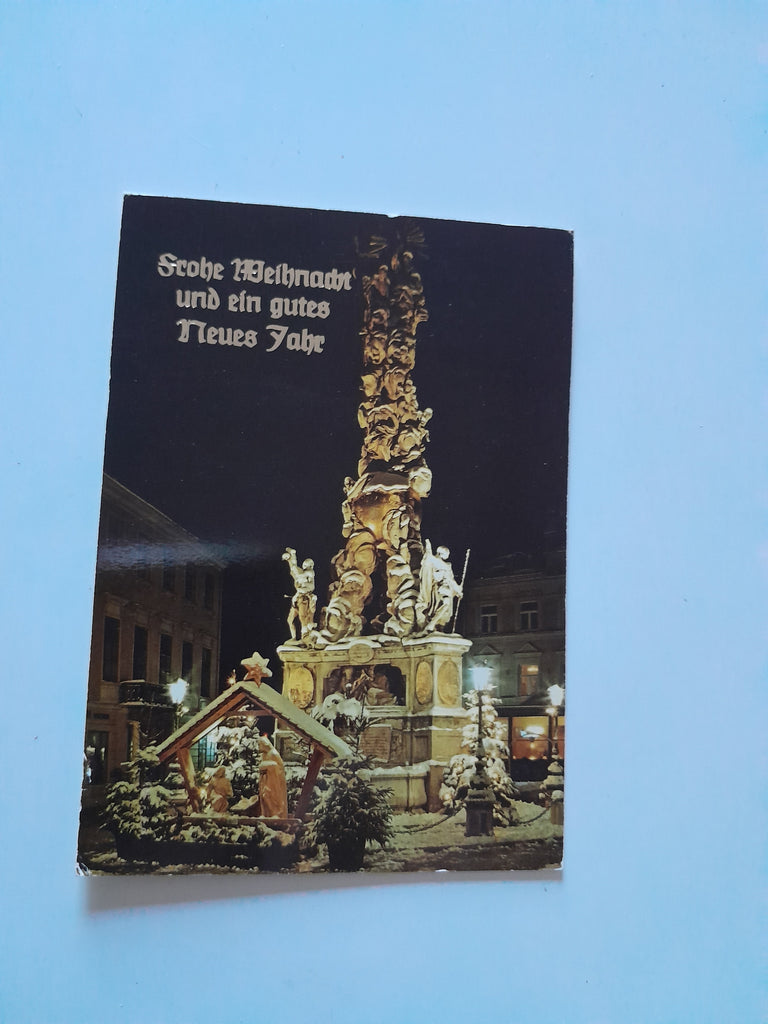 Frohe Weihnacht
und ein gutes
Neues Jahr